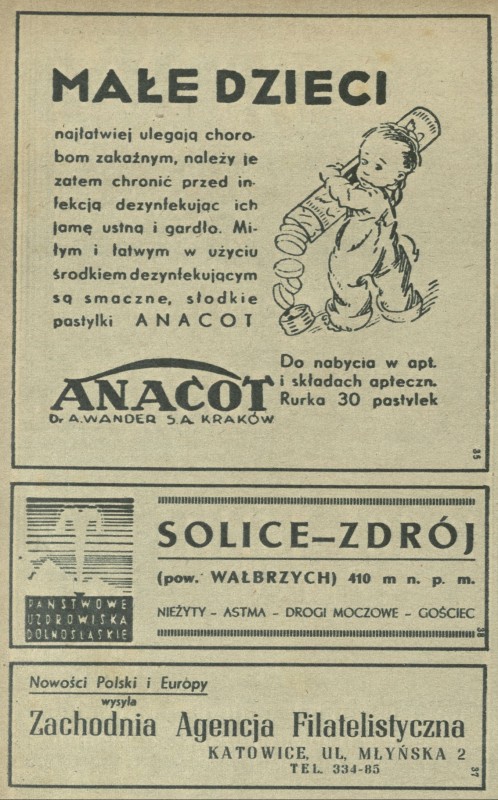 MAŁE DZIECI
najłatwiej ulegają choro-
bom zakaźnym, należy je
zatem chronić przed in-
fekcją dezynfekując ich
jamę ustną i gardło. Mi-
łym i łatwym w użyciu
środkiem dezynfekującym
są smaczne, słodkie
pastylki ANACOT
ANACOT
Dr A. WANDER S.A. KRAKÓW
Do nabycia w apt.
i składach apteczn.
Rurka 30 pastylek
35
PAŃSTWOWE
UZDROWISKA
DOLNOŚLĄSKIE
SOLICE–ZDRÓJ
(pow. WAŁBRZYCH) 410 m n. p. m.
NIEŻYTY – ASTMA – DROGI MOCZOWE – GOŚCIEC
38
Nowości Polski i Europy
wysyła
Zachodnia Agencja Filatelistyczna
KATOWICE, UL, MŁYŃSKA 2
TEL. 334-85
37